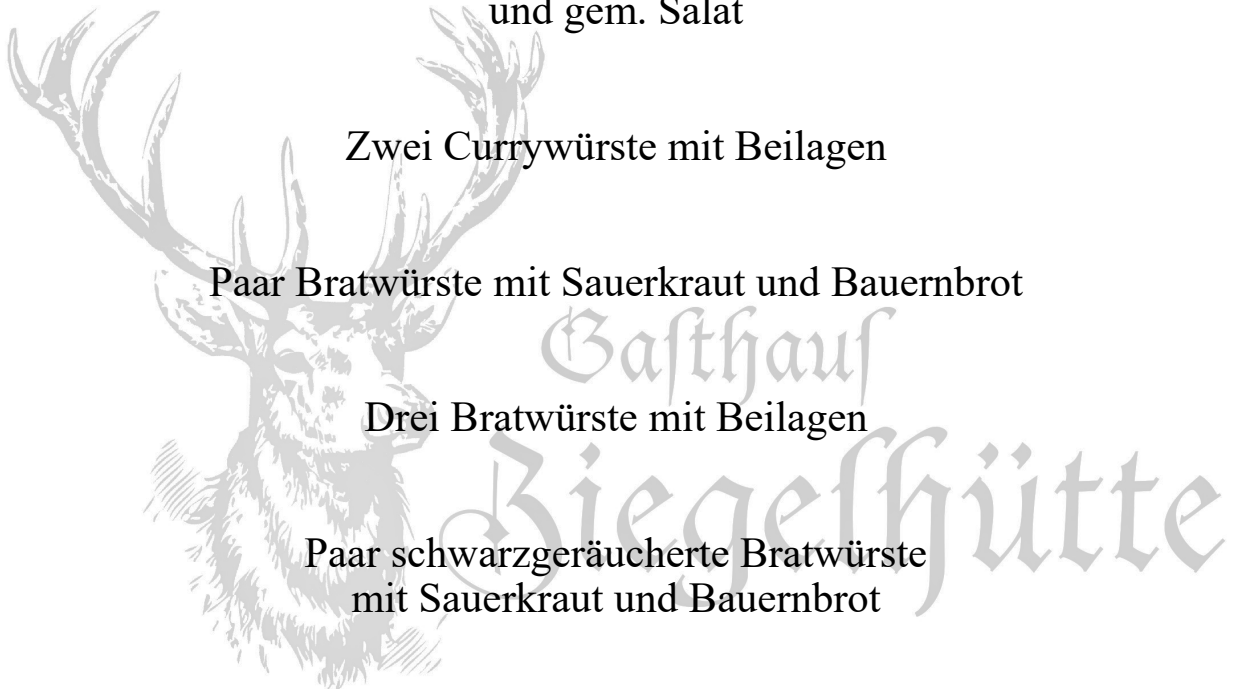 und gem. Salat
Zwei Currywürste mit Beilagen
Paar Bratwürste mit Sauerkraut und Bauernbrot
Gaſthauſ
Drei Bratwürste mit Beilagen
Ziegelhütte
Paar schwarzgeräucherte Bratwürste
mit Sauerkraut und Bauernbrot